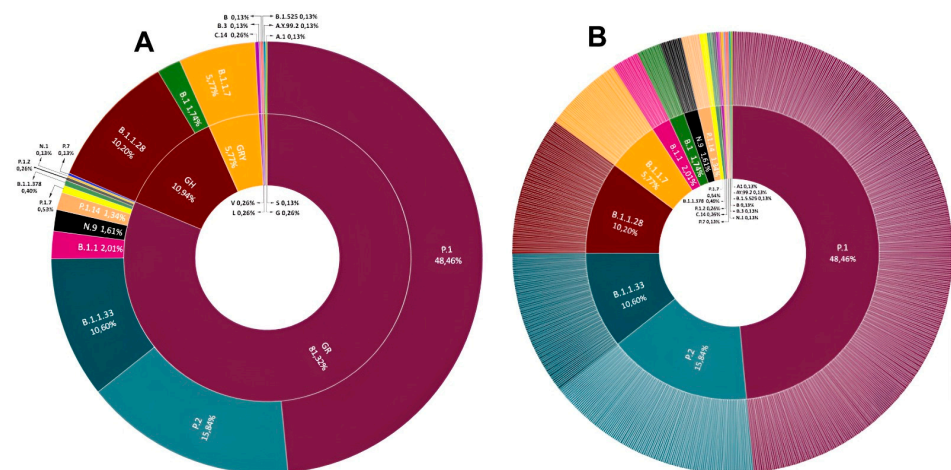 A
B 0,13%
B.3 0,13%
C.14 0,26%
B.1.525 0,13%
A.Y.99.2 0,13%
A.1 0,13%
B.1.1.7
5,77%
B.1 1,74%
B.1.1.28
10,20%
GRY
5,77%
GH
10,94%
N.1
0,13%
P.7
0,13%
P.1.2
0,26%
B.1.1.378
0,40%
P.1.7
0,53%
P.1.14 1,34%
N.9 1,61%
B.1.1 2,01%
B.1.1.33
10,60%
P.2
15,84%
V 0,26%
L 0,26%
S 0,13%
G 0,26%
P.1
48,46%
GR
81,32%
B
B.1.1.7
5,77%
B.1.1 2,01%
B.1 1,74%
N.9 1,61%
B.1.1.28
10,20%
B.1.1.33
10,60%
P.2
15,84%
P.1
48,46%
P.1.7
B.1.1.378 0,40%
P.1.2 0,26%
C.14 0,26%
P.7 0,13%
A.1 0,13%
AY.99.2 0,13%
B.1.5.525 0,13%
B 0,13%
B.3 0,13%
N.1 0,13%